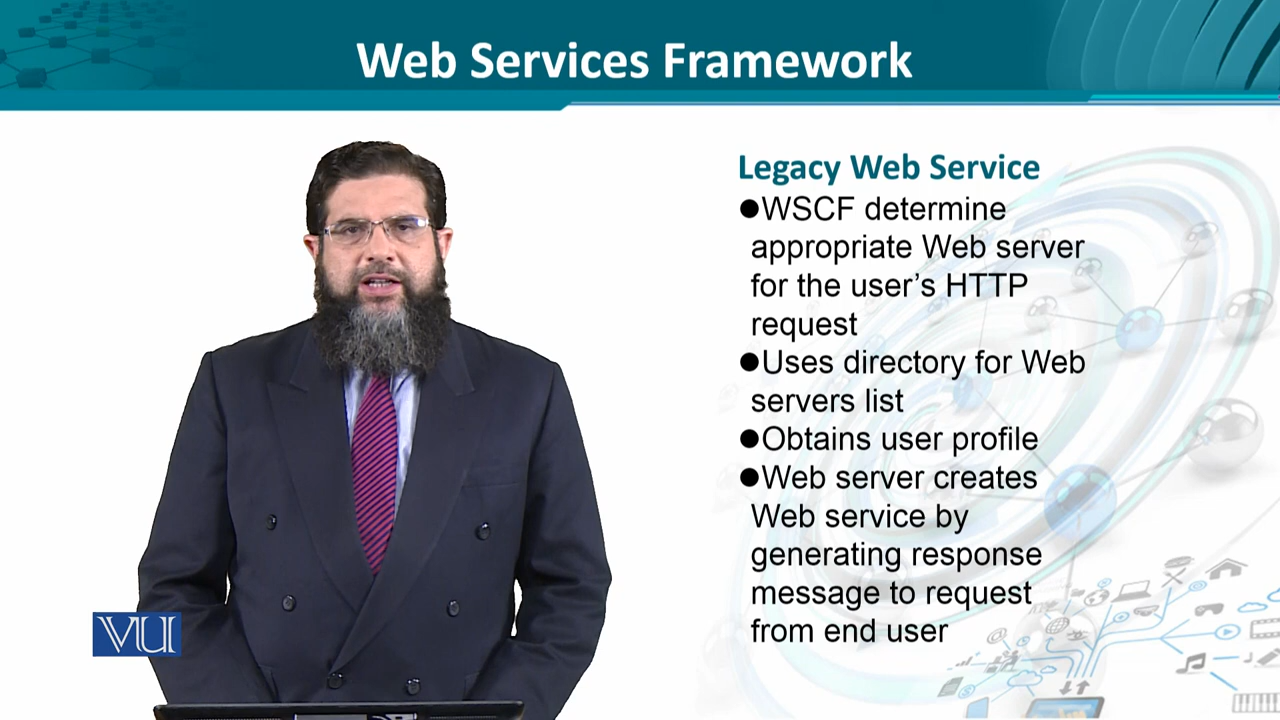 Web Services Framework
Legacy Web Service
●WSCF determine
appropriate Web server
for the user’s HTTP
request
●Uses directory for Web
servers list
●Obtains user profile
●Web server creates
Web service by
generating response
message to request
from end user
VU